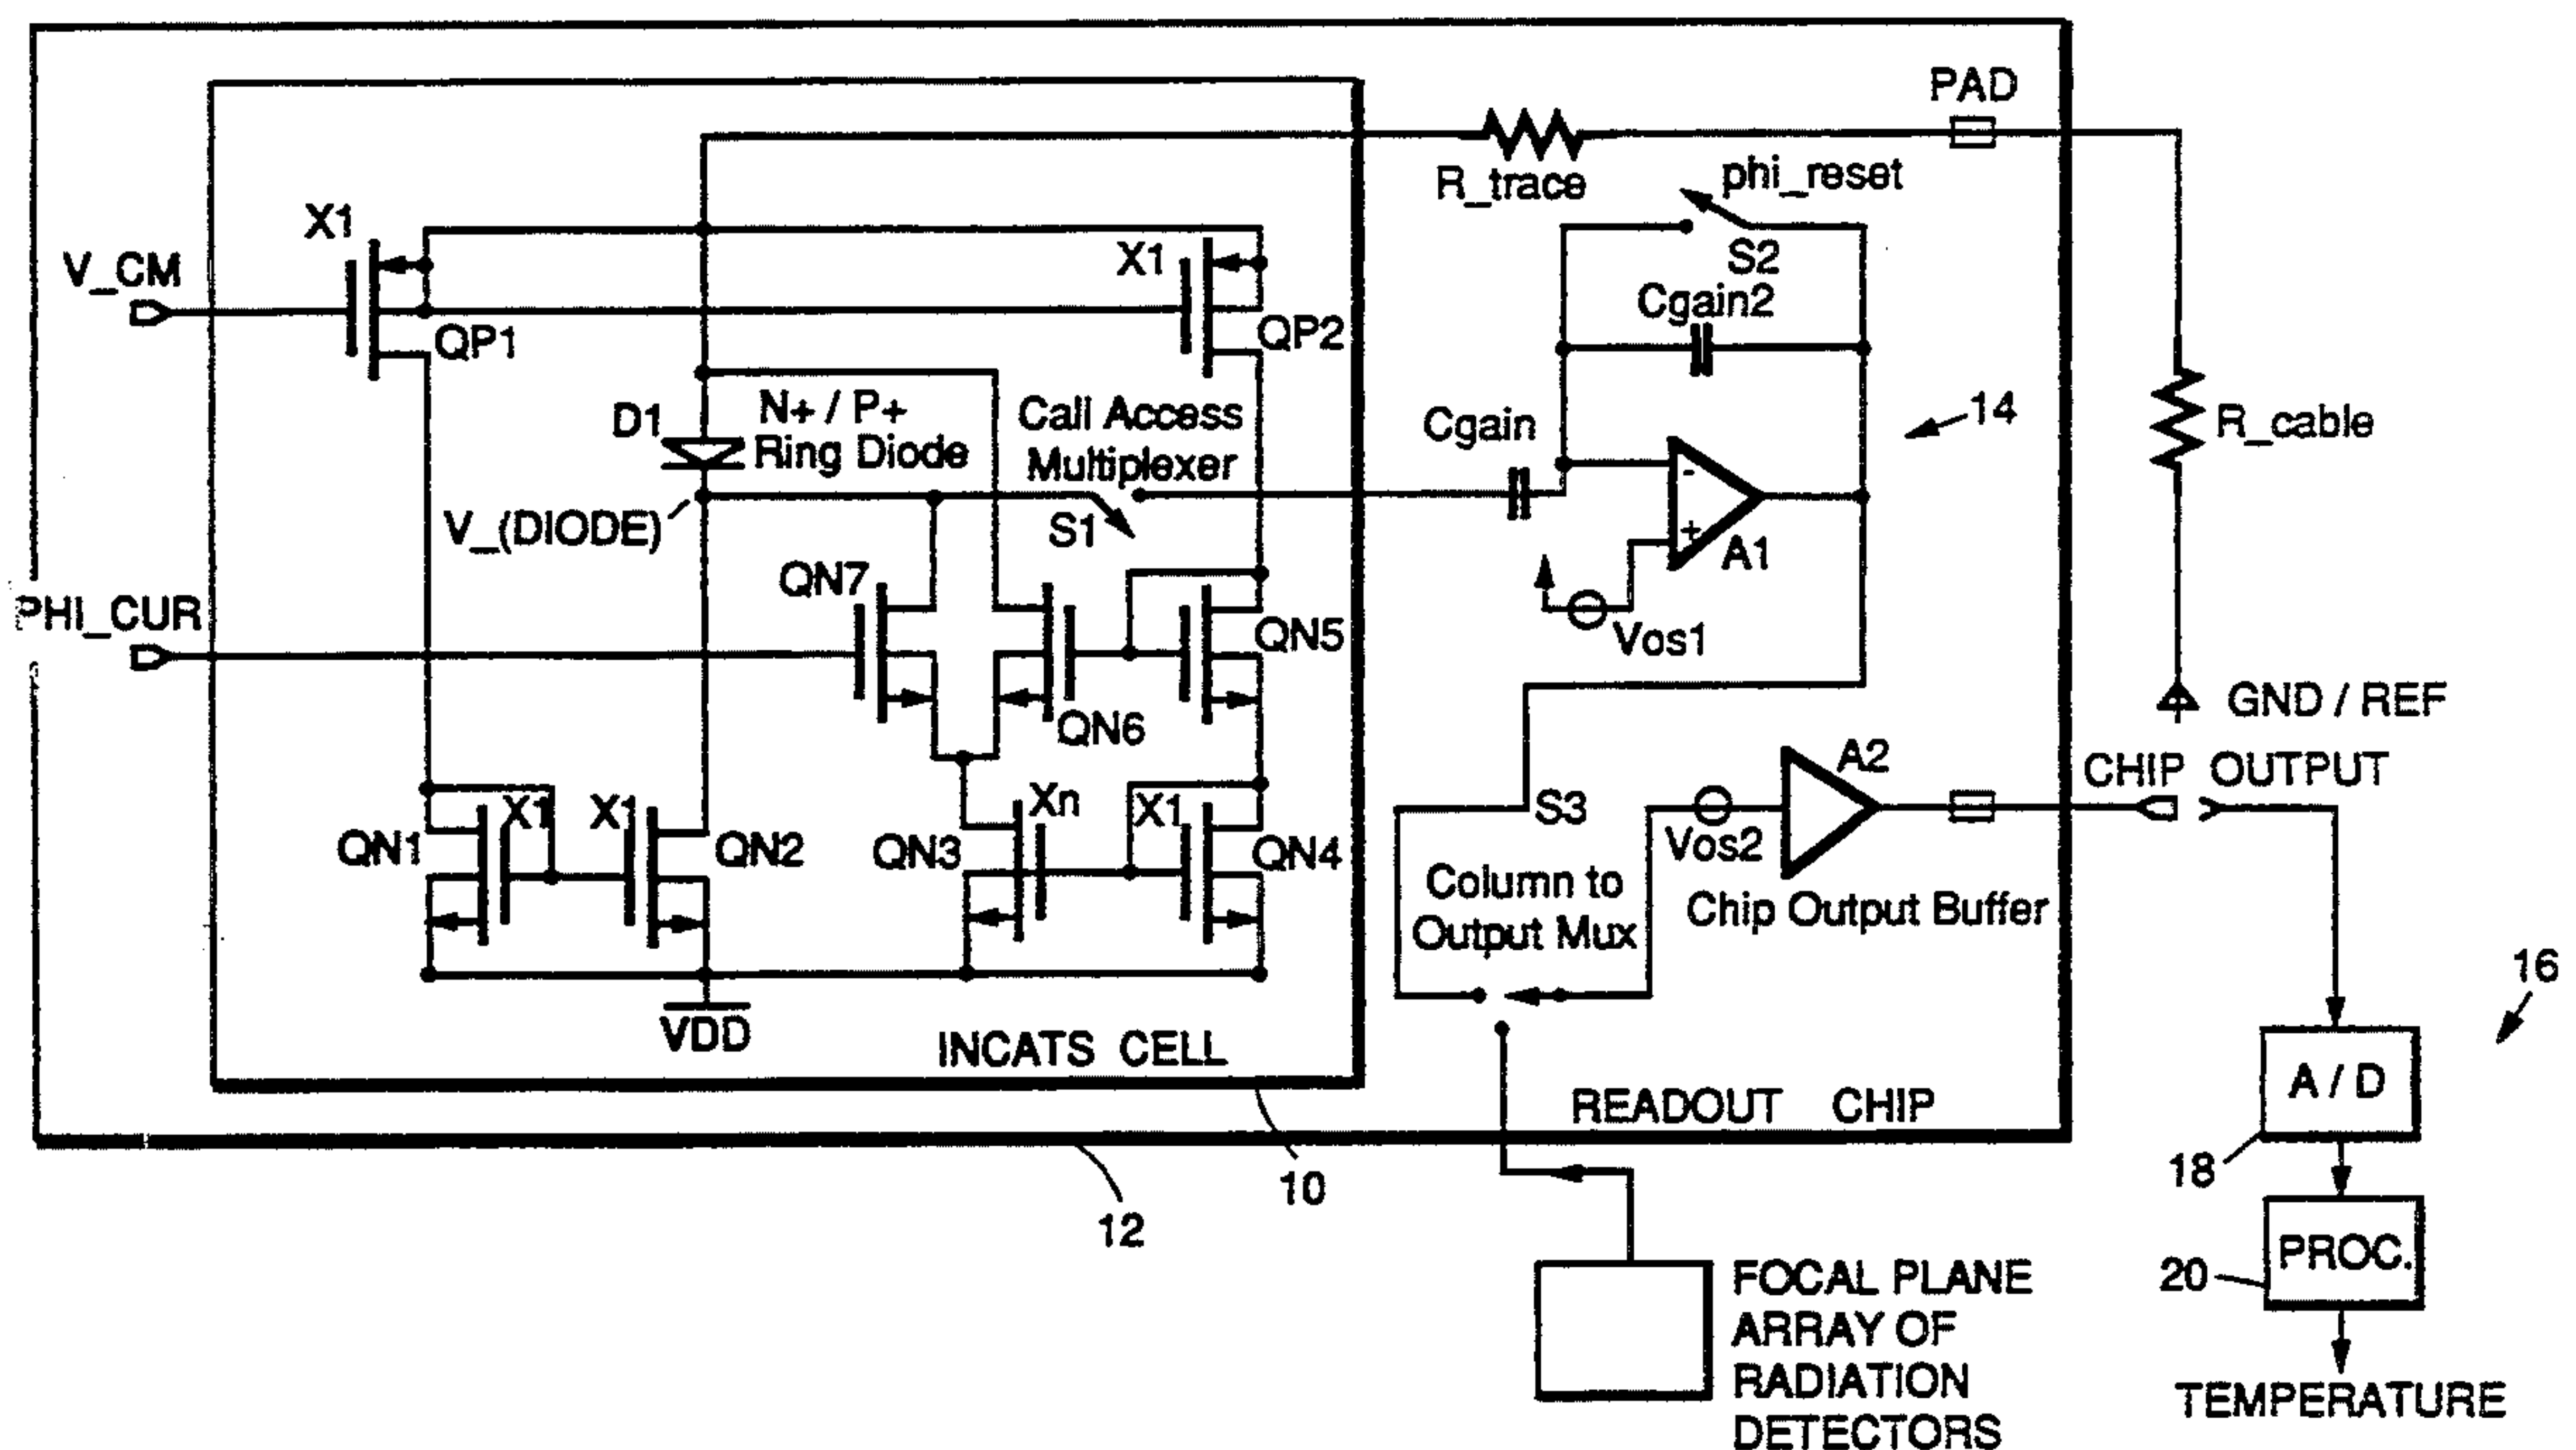 PAD
R_trace
phi_reset
X1
V_CM
X1
S2
Cgain2
QP1
QP2
D1
N+ / P+
Ring Diode
Call Access
Multiplexer
Cgain
14
R_cable
V_(DIODE)
S1
-
+
A1
QN7
PHI_CUR
QN5
Vos1
QN6
GND / REF
A2
CHIP OUTPUT
X1
X1
Xn
X1
S3
QN1
QN2
QN3
QN4
Vos2
Column to
Output Mux
Chip Output Buffer
16
VDD
INCATS CELL
A / D
READOUT CHIP
18
10
12
PROC.
20
FOCAL PLANE
ARRAY OF
RADIATION
DETECTORS
TEMPERATURE